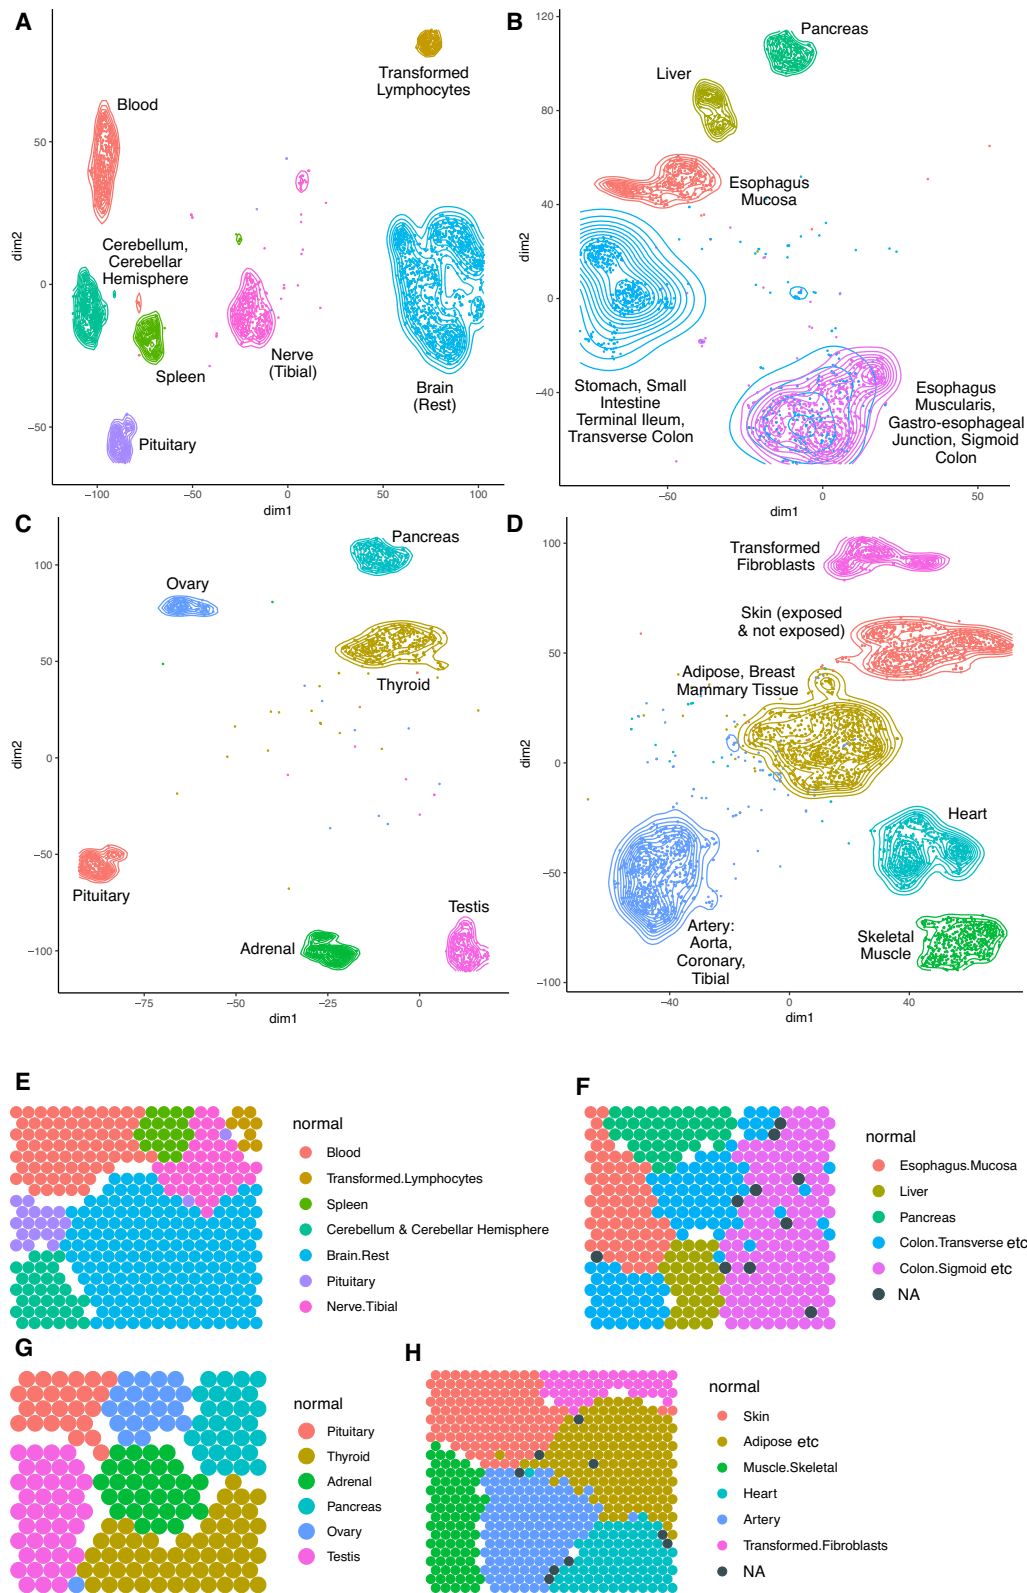 A
50
0
−50
dim2
−100
−50
0
50
100
dim1
Transformed
Lymphocytes
Blood
Cerebellum,
Cerebellar
Hemisphere
Spleen
Nerve
(Tibial)
Brain
(Rest)
Pituitary
B
120
80
40
0
−40
dim2
−50
0
50
dim1
Pancreas
Liver
Esophagus
Mucosa
Stomach, Small
Intestine
Terminal Ileum,
Transverse Colon
Esophagus
Muscularis,
Gastro-esophageal
Junction, Sigmoid
Colon
C
100
50
0
−50
−100
dim2
−75
−50
−25
0
dim1
Pancreas
Ovary
Thyroid
Pituitary
Testis
Adrenal
D
100
50
0
−50
−100
dim2
−40
0
40
dim1
Transformed
Fibroblasts
Skin (exposed
& not exposed)
Adipose, Breast
Mammary Tissue
Heart
Artery:
Aorta,
Coronary,
Tibial
Skeletal
Muscle
E
normal
Blood
Transformed.Lymphocytes
Spleen
Cerebellum & Cerebellar Hemisphere
Brain.Rest
Pituitary
Nerve.Tibial
F
normal
Esophagus.Mucosa
Liver
Pancreas
Colon.Transverse etc
Colon.Sigmoid etc
NA
G
normal
Pituitary
Thyroid
Adrenal
Pancreas
Ovary
Testis
H
normal
Skin
Adipose etc
Muscle.Skeletal
Heart
Artery
Transformed.Fibroblasts
NA